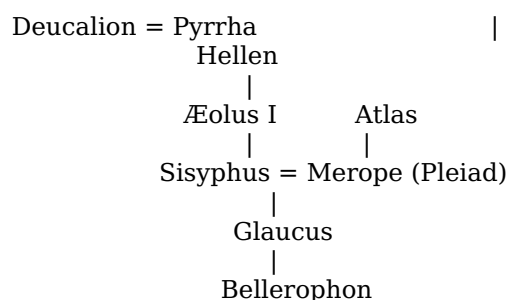 Deucalion = Pyrrha |
Hellen
|
Æolus I Atlas
| |
Sisyphus = Merope (Pleiad)
|
Glaucus
|
Bellerophon